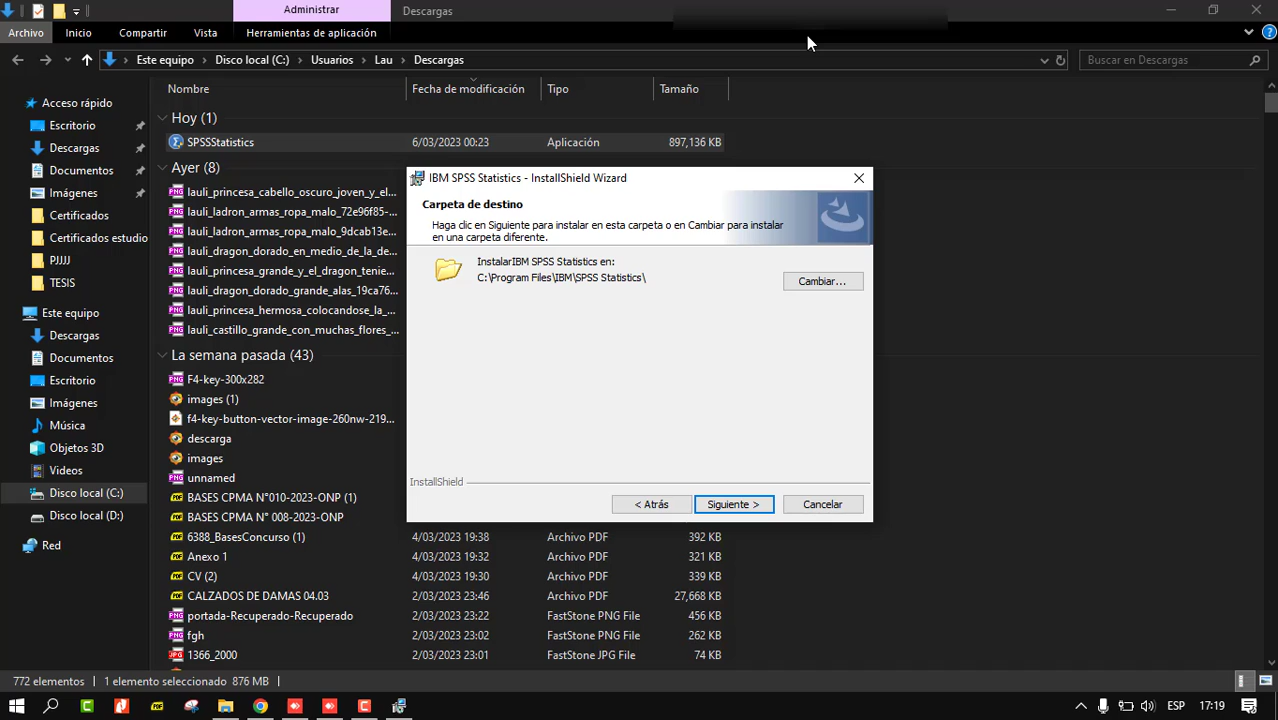 Administrar
Descargas
Archivo
Inicio
Compartir
Vista
Herramientas de aplicación
Este equipo
Disco local (C:)
Usuarios
Lau
Descargas
Buscar en Descargas
Acceso rápido
Escritorio
Descargas
Documentos
Imágenes
Certificados
Certificados estudio
PJJJJ
TESIS
Este equipo
Descargas
Documentos
Escritorio
Imágenes
Música
Objetos 3D
Videos
Disco local (C:)
Disco local (D:)
Red
Nombre
Fecha de modificación
Tipo
Tamaño
Hoy (1)
SPSSStatistics 6/03/2023 00:23 Aplicación 897,136 KB
Ayer (8)
lauli_princesa_cabello_oscuro_joven_y_el...
lauli_ladron_armas_ropa_malo_72e96f85-...
lauli_ladron_armas_ropa_malo_9dcab13e...
lauli_dragon_dorado_en_medio_de_la_de...
lauli_princesa_grande_y_el_dragon_tenie...
lauli_dragon_dorado_grande_alas_19ca76...
lauli_princesa_hermosa_colocandose_la_...
lauli_castillo_grande_con_muchas_flores_...
La semana pasada (43)
F4-key-300x282
images (1)
f4-key-button-vector-image-260nw-219...
descarga
images
unnamed
BASES CPMA N°010-2023-ONP (1)
BASES CPMA N° 008-2023-ONP
6388_BasesConcurso (1) 4/03/2023 19:38 Archivo PDF 392 KB
Anexo 1 4/03/2023 19:32 Archivo PDF 321 KB
CV (2) 4/03/2023 19:30 Archivo PDF 339 KB
CALZADOS DE DAMAS 04.03 2/03/2023 23:46 Archivo PDF 27,668 KB
portada-Recuperado-Recuperado 2/03/2023 23:22 FastStone PNG File 456 KB
fgh 2/03/2023 23:02 FastStone PNG File 262 KB
1366_2000 2/03/2023 23:01 FastStone JPG File 74 KB
IBM SPSS Statistics - InstallShield Wizard
Carpeta de destino
Haga clic en Siguiente para instalar en esta carpeta o en Cambiar para instalar
en una carpeta diferente.
InstalarIBM SPSS Statistics en:
C:\Program Files\IBM\SPSS Statistics\
Cambiar...
InstallShield
< Atrás
Siguiente >
Cancelar
772 elementos
1 elemento seleccionado 876 MB
ESP
17:19